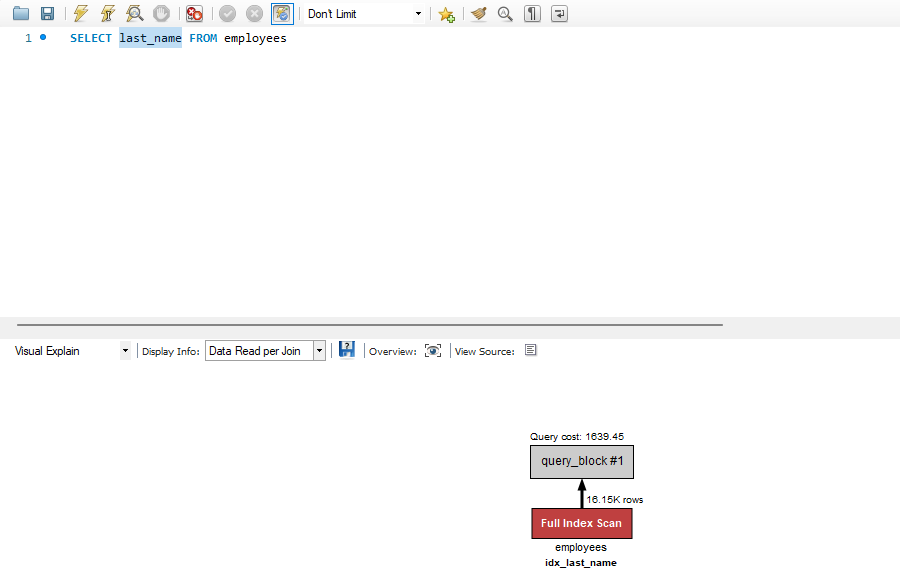 Don't Limit
1 SELECT last_name FROM employees
Visual Explain Display Info: Data Read per Join Overview: View Source:
Query cost: 1639.45
query_block #1
16.15K rows
Full Index Scan
employees
idx_last_name